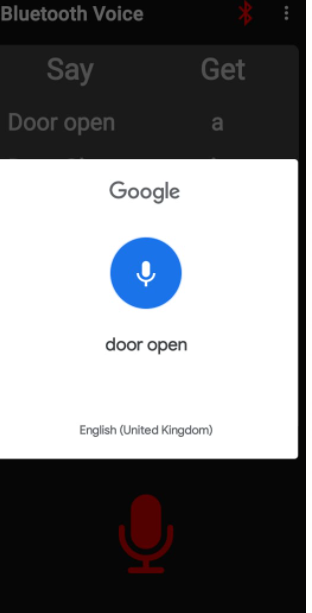 Bluetooth Voice
Say Get
Door open a
Google
door open
English (United Kingdom)